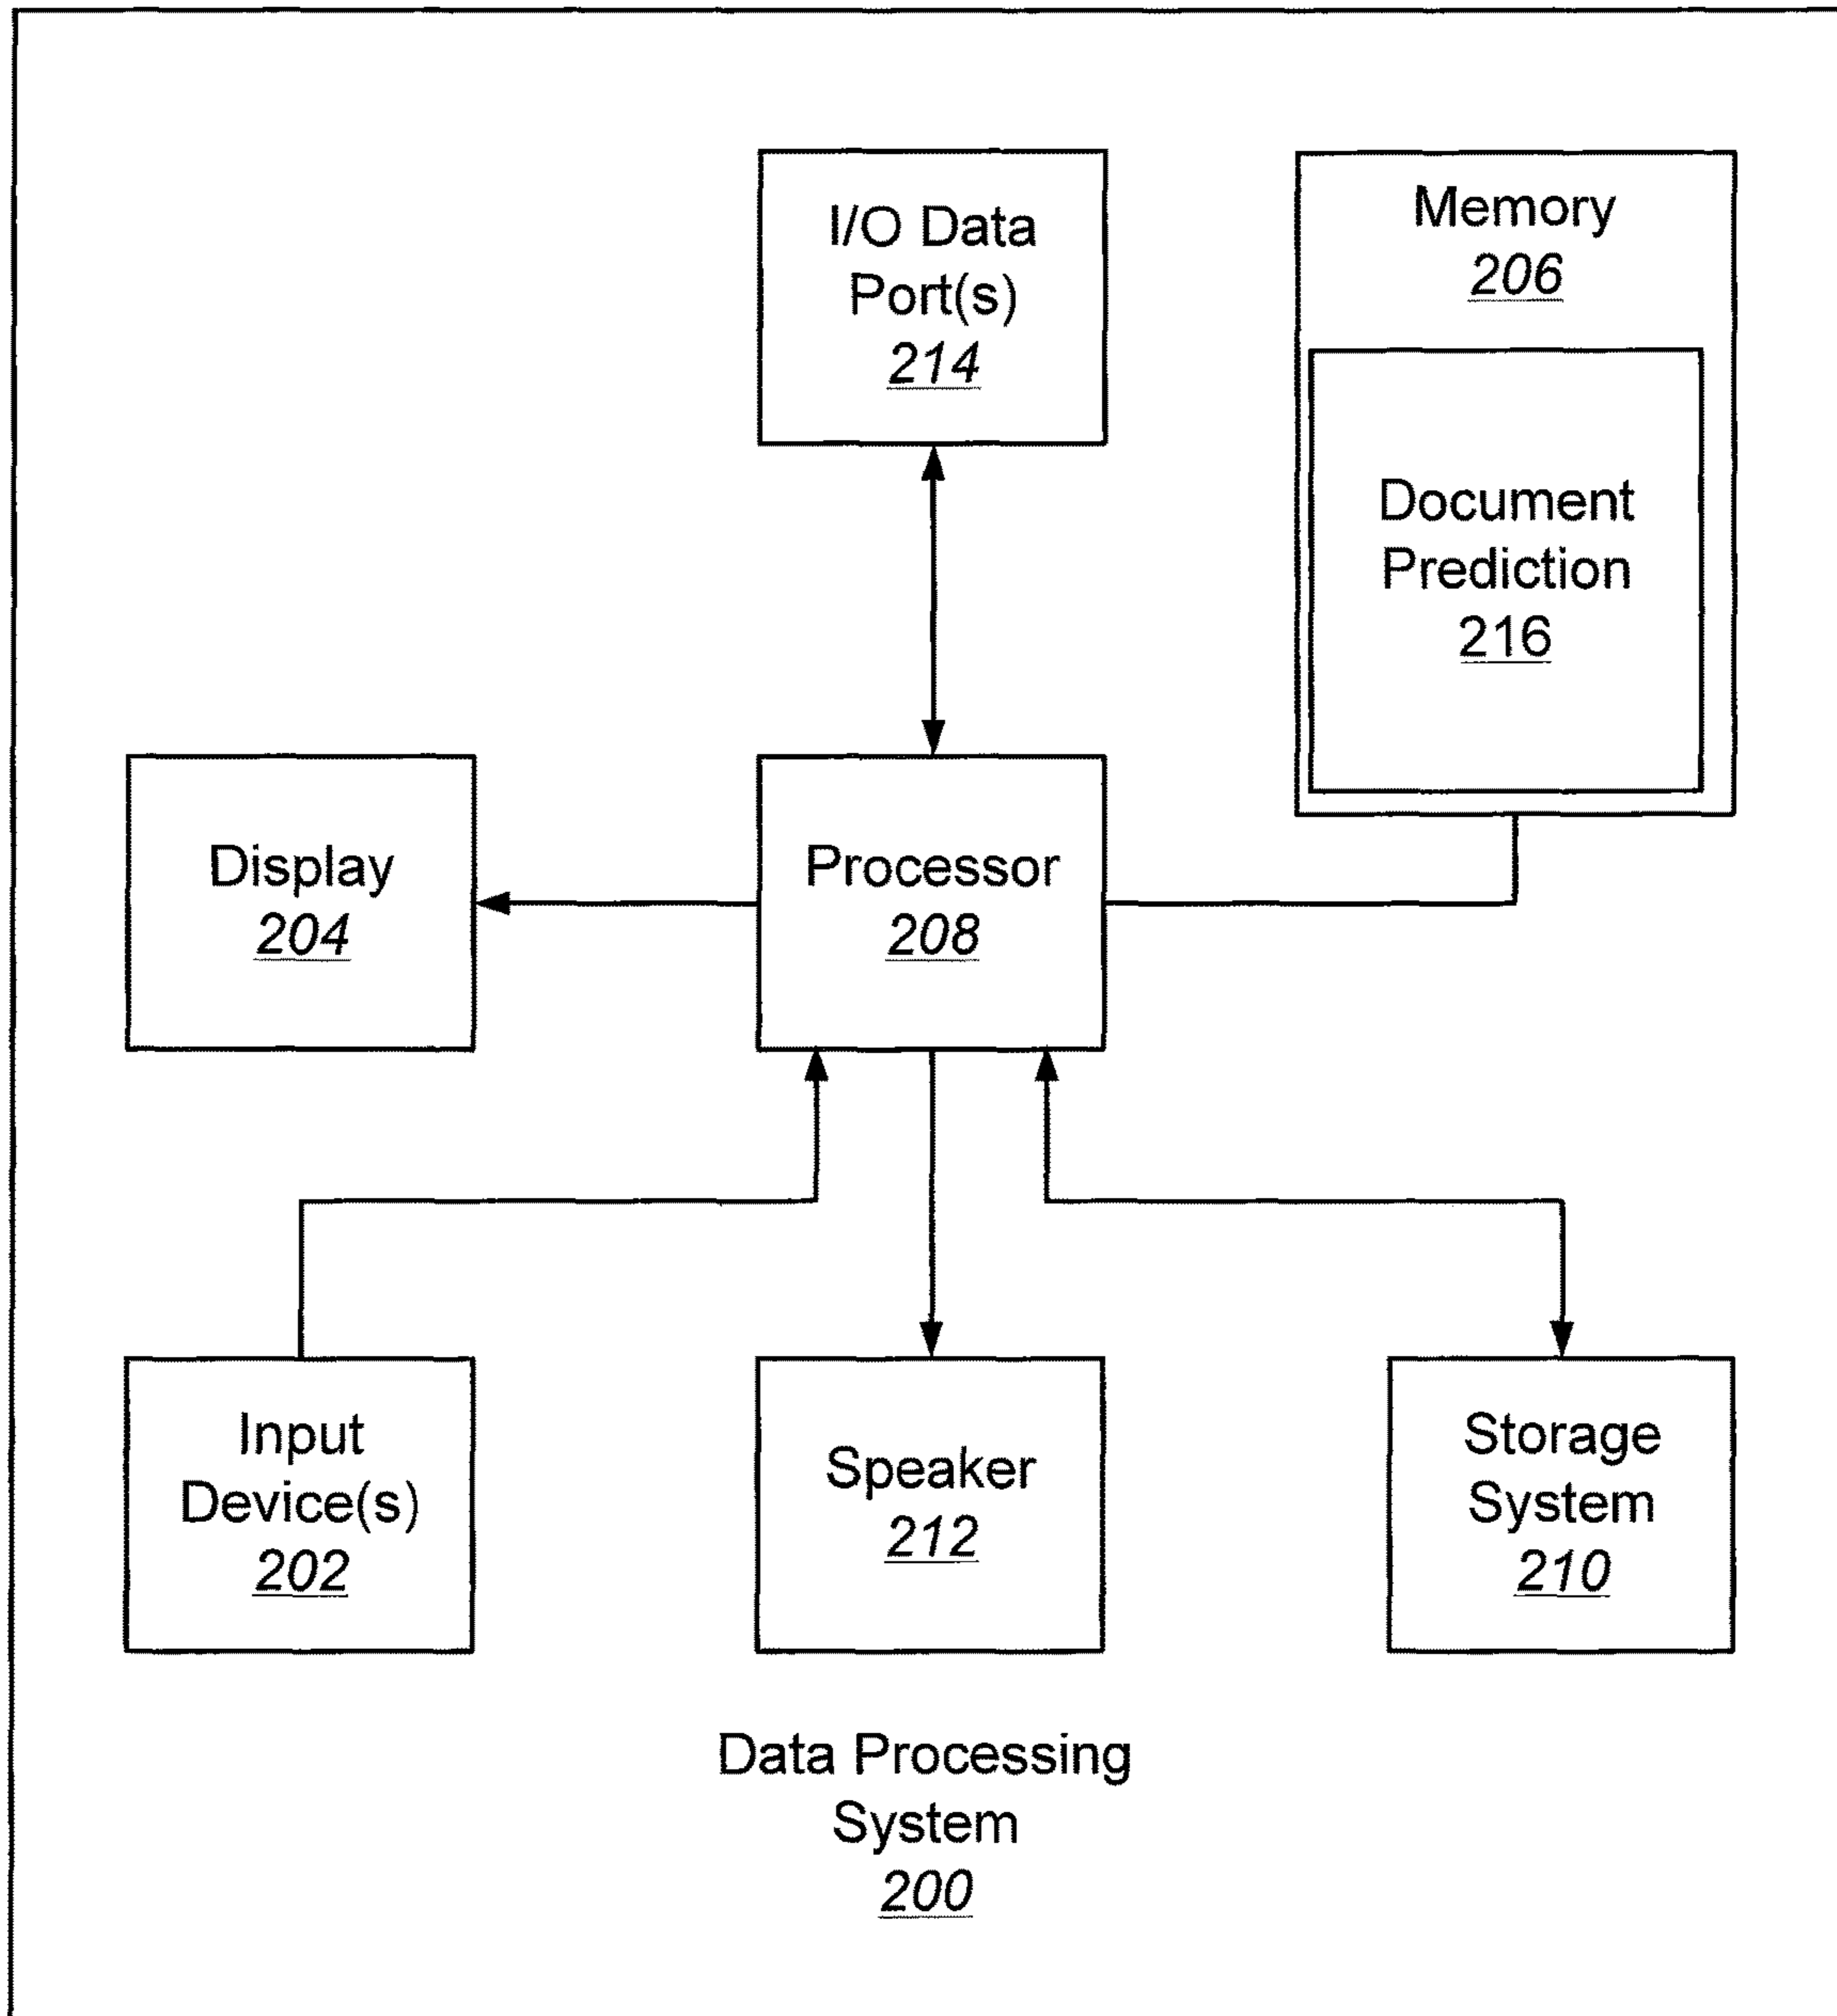 I/O Data
Port(s)
214
Memory
206
Document
Prediction
216
Display
204
Processor
208
Input
Device(s)
202
Speaker
212
Storage
System
210
Data Processing
System
200